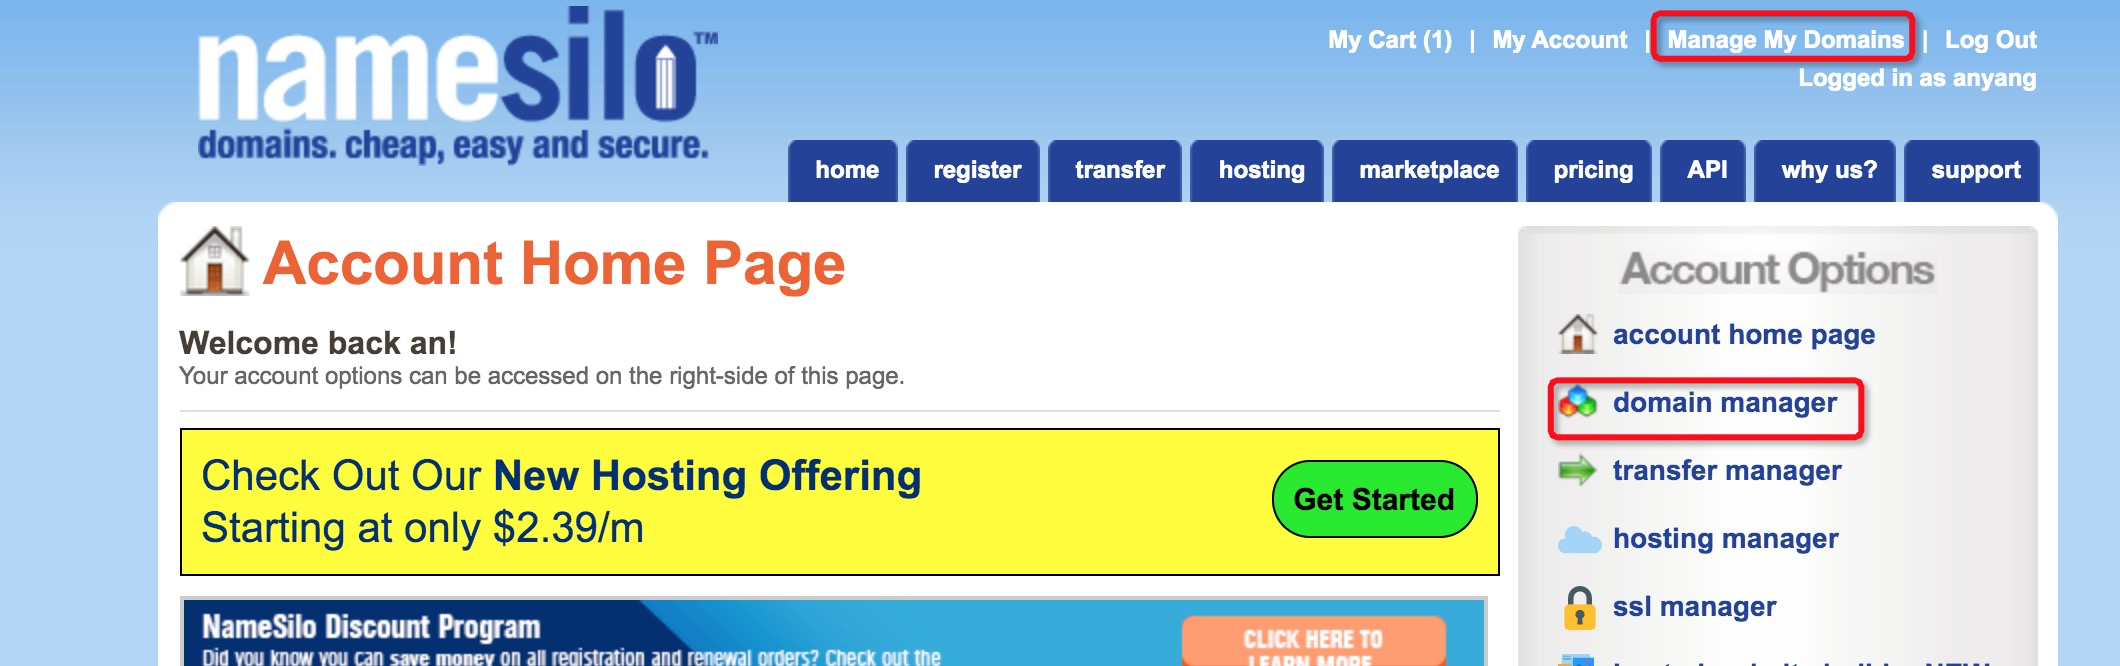 namesilo™
domains. cheap, easy and secure.
My Cart (1) | My Account | Manage My Domains | Log Out
Logged in as anyang
home register transfer hosting marketplace pricing API why us? support
Account Home Page
Welcome back an!
Your account options can be accessed on the right-side of this page.
Check Out Our New Hosting Offering
Starting at only $2.39/m
Get Started
NameSilo Discount Program
Did you know you can save money on all registration and renewal orders? Check out the
CLICK HERE TO
LEARN MORE
Account Options
account home page
domain manager
transfer manager
hosting manager
ssl manager